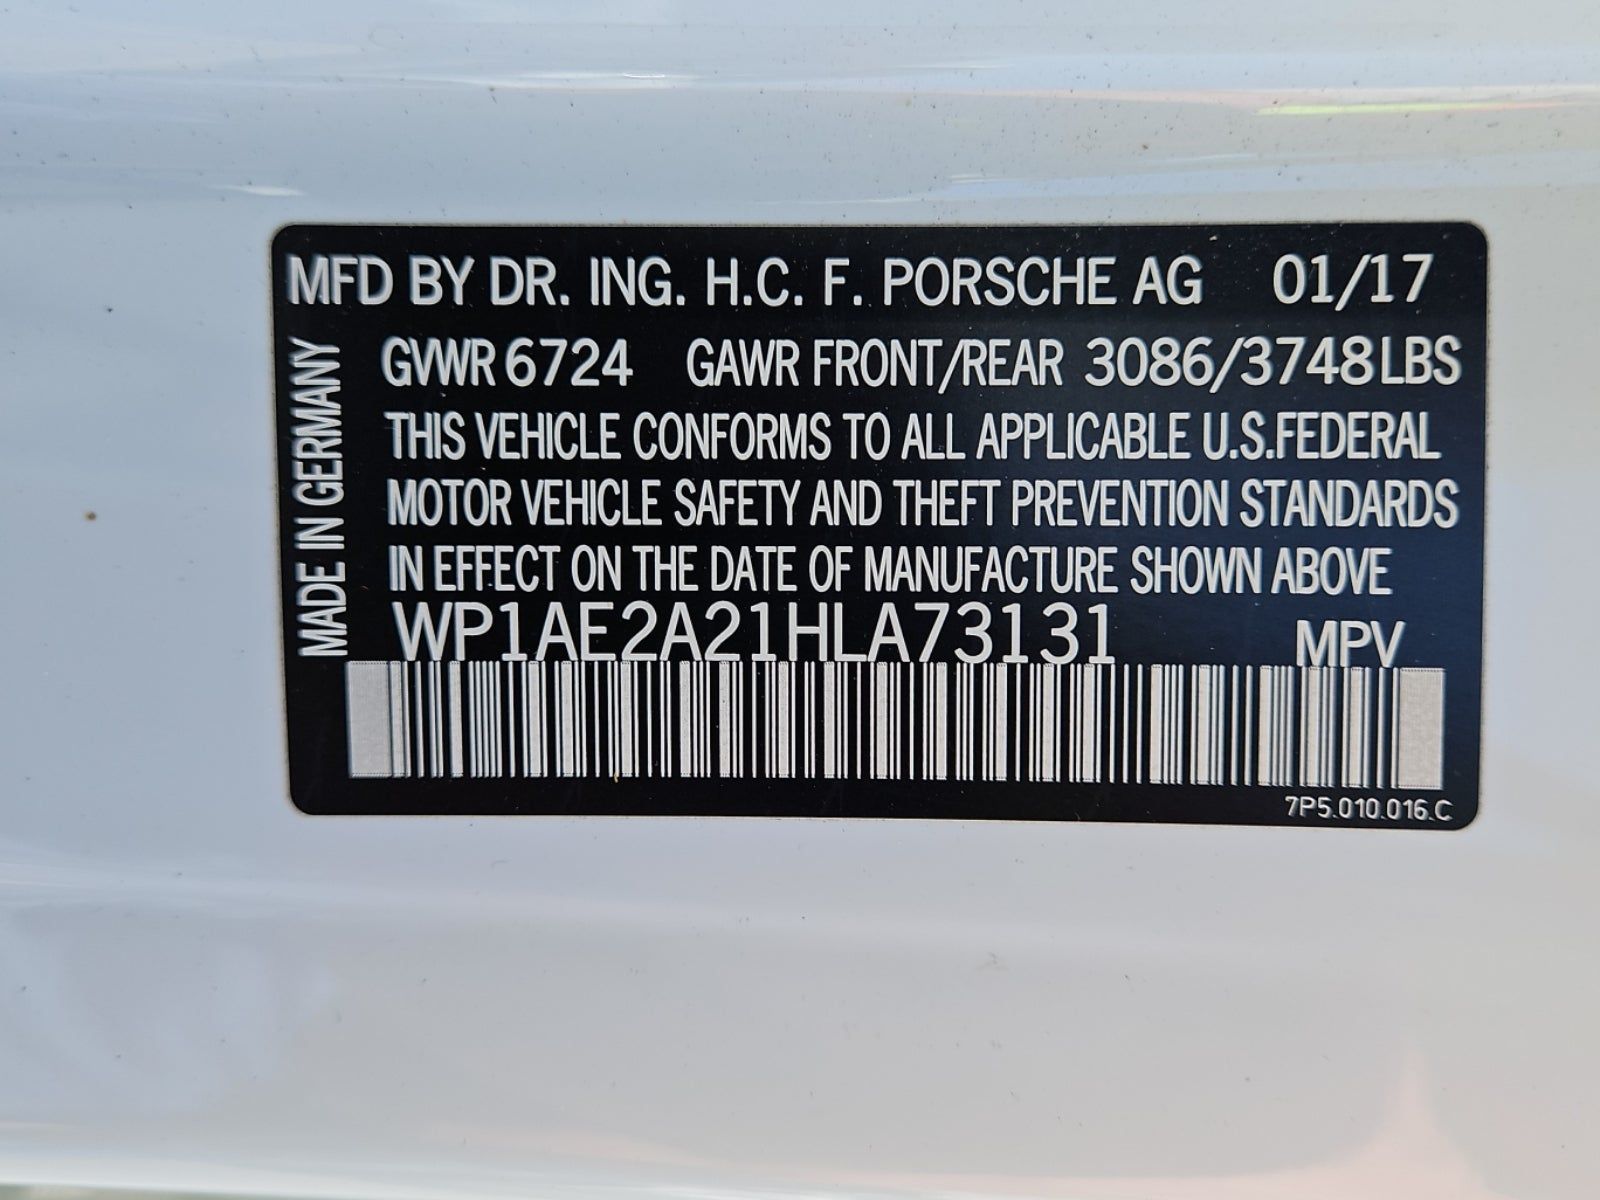 MFD BY DR. ING. H.C. F. PORSCHE AG 01/17
MADE IN GERMANY
GVWR 6724 GAWR FRONT/REAR 3086/3748LBS
THIS VEHICLE CONFORMS TO ALL APPLICABLE U.S.FEDERAL
MOTOR VEHICLE SAFETY AND THEFT PREVENTION STANDARDS
IN EFFECT ON THE DATE OF MANUFACTURE SHOWN ABOVE
WP1AE2A21HLA73131 MPV
7P5.010.016.C